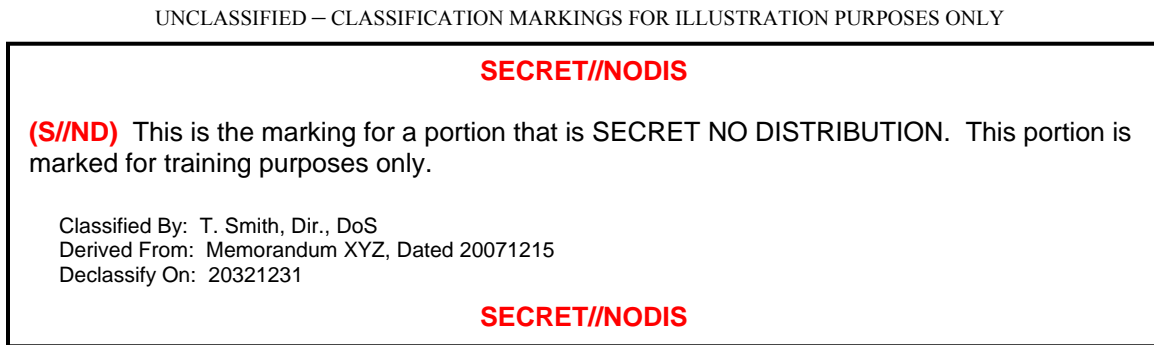 UNCLASSIFIED – CLASSIFICATION MARKINGS FOR ILLUSTRATION PURPOSES ONLY
SECRET//NODIS
(S//ND) This is the marking for a portion that is SECRET NO DISTRIBUTION. This portion is
marked for training purposes only.
Classified By: T. Smith, Dir., DoS
Derived From: Memorandum XYZ, Dated 20071215
Declassify On: 20321231
SECRET//NODIS